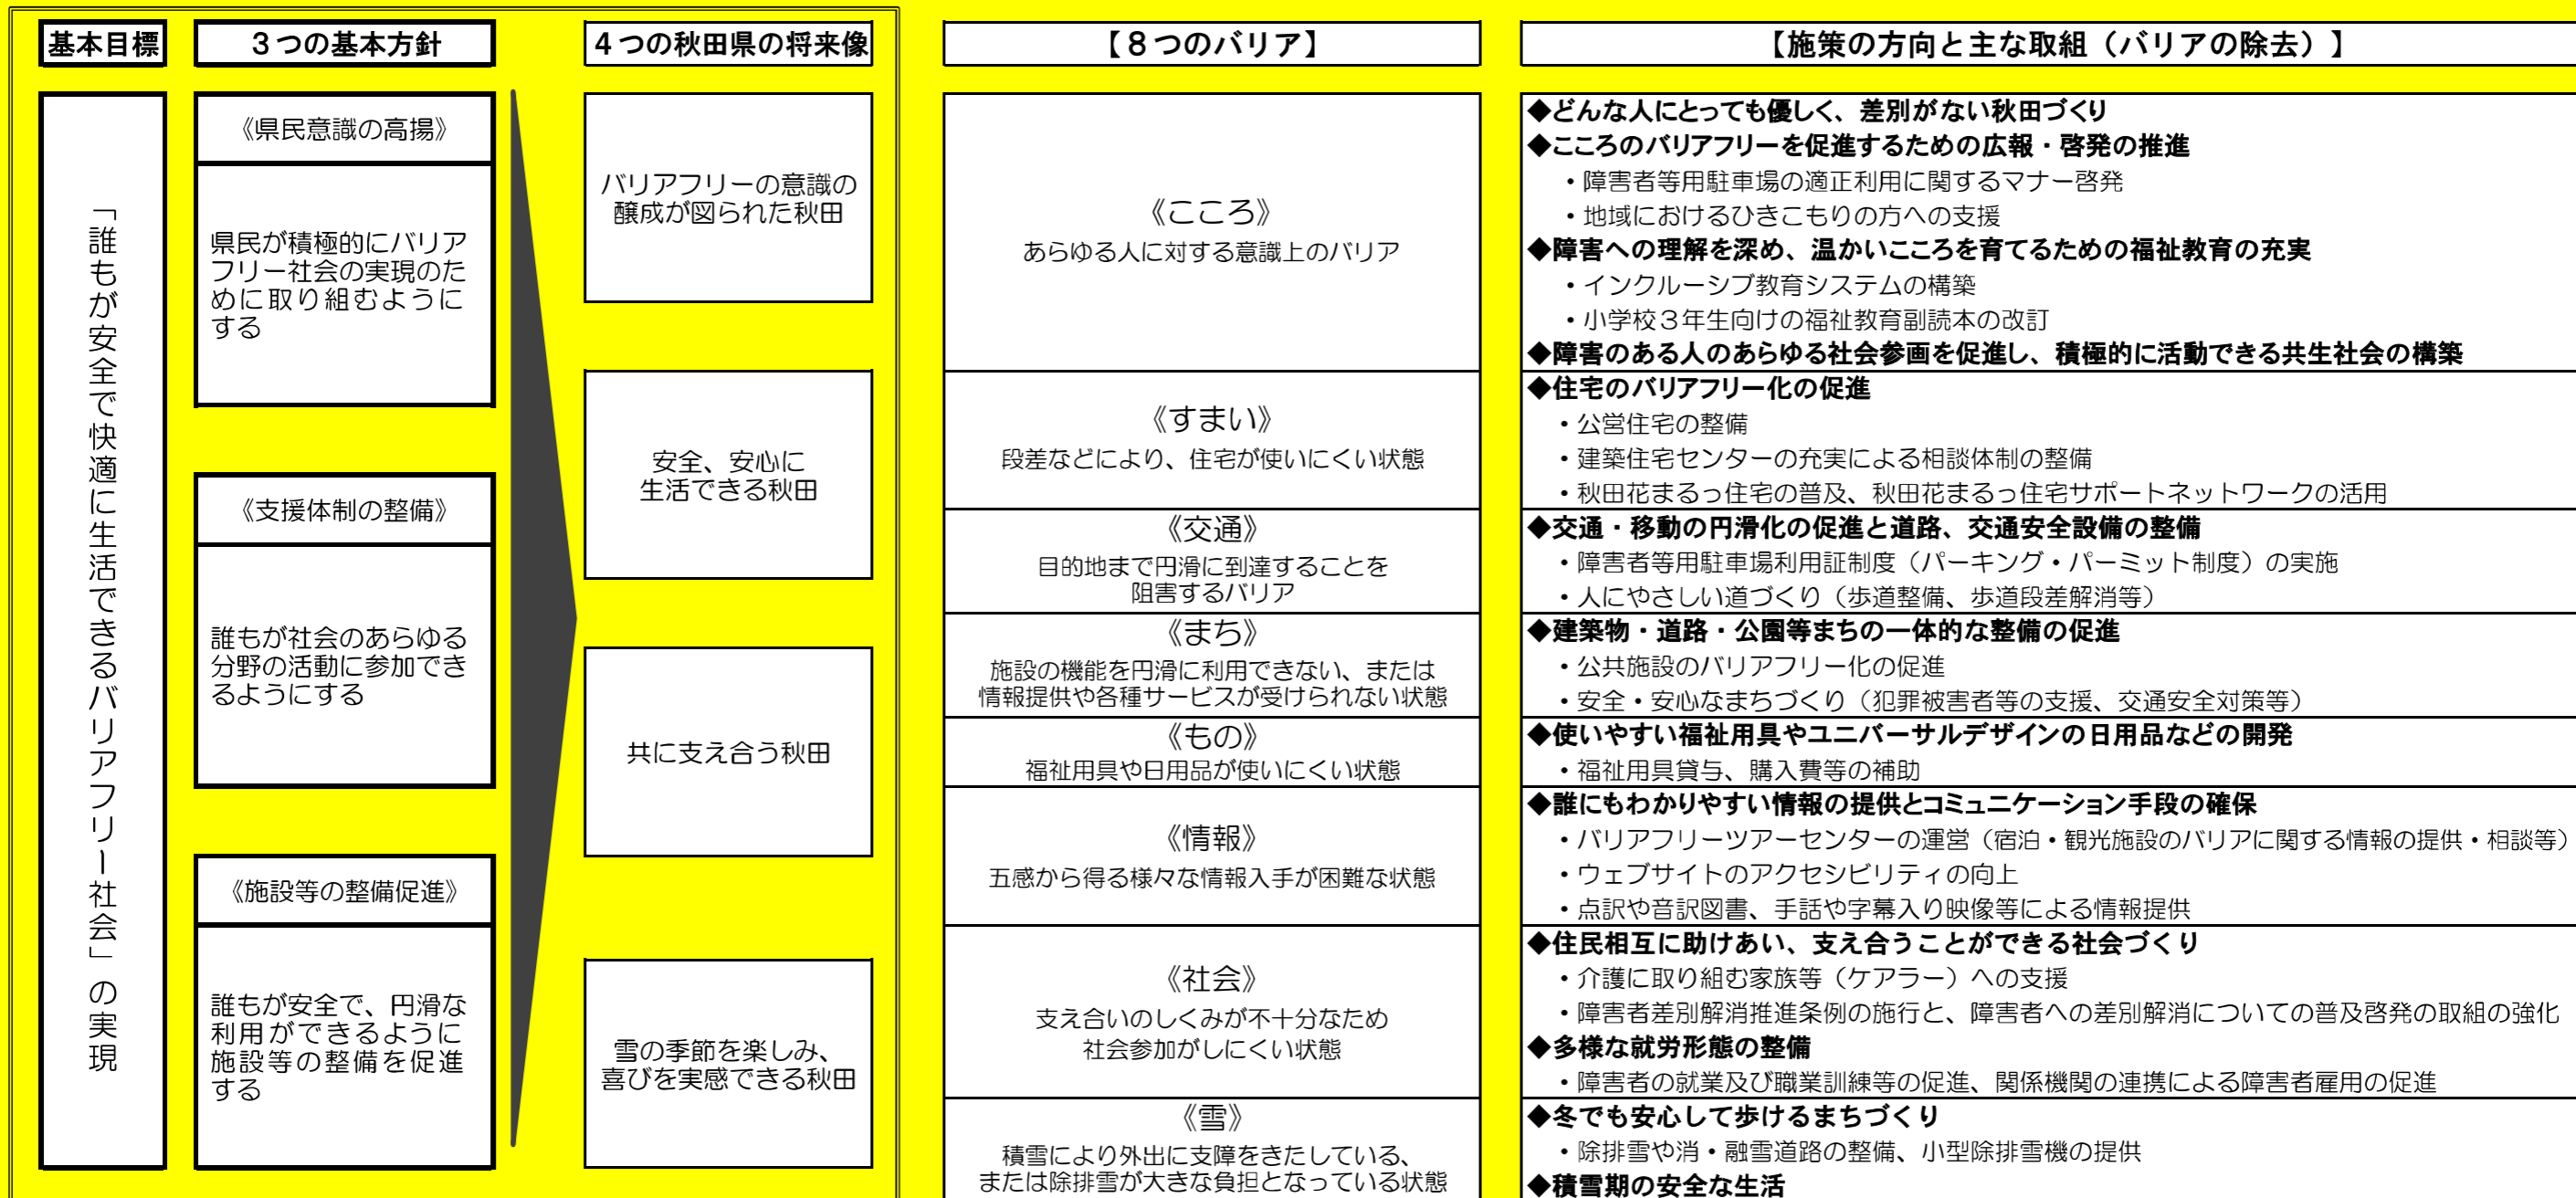 基本目標
３つの基本方針
４つの秋田県の将来像
【８つのバリア】
【施策の方向と主な取組（バリアの除去）】
「誰もが安全で快適に生活できるバリアフリー社会」の実現
《県民意識の高揚》
県民が積極的にバリア
フリー社会の実現のた
めに取り組むように
する
《支援体制の整備》
誰もが社会のあらゆる
分野の活動に参加でき
るようにする
《施設等の整備促進》
誰もが安全で、円滑な
利用ができるように
施設等の整備を促進
する
バリアフリーの意識の
醸成が図られた秋田
安全、安心に
生活できる秋田
共に支え合う秋田
雪の季節を楽しみ、
喜びを実感できる秋田
《こころ》
あらゆる人に対する意識上のバリア
◆どんな人にとっても優しく、差別がない秋田づくり
◆こころのバリアフリーを促進するための広報・啓発の推進
・障害者等用駐車場の適正利用に関するマナー啓発
・地域におけるひきこもりの方への支援
◆障害への理解を深め、温かいこころを育てるための福祉教育の充実
・インクルーシブ教育システムの構築
・小学校３年生向けの福祉教育副読本の改訂
◆障害のある人のあらゆる社会参画を促進し、積極的に活動できる共生社会の構築
《すまい》
段差などにより、住宅が使いにくい状態
◆住宅のバリアフリー化の促進
・公営住宅の整備
・建築住宅センターの充実による相談体制の整備
・秋田花まるっ住宅の普及、秋田花まるっ住宅サポートネットワークの活用
《交通》
目的地まで円滑に到達することを
阻害するバリア
◆交通・移動の円滑化の促進と道路、交通安全設備の整備
・障害者等用駐車場利用証制度（パーキング・パーミット制度）の実施
・人にやさしい道づくり（歩道整備、歩道段差解消等）
《まち》
施設の機能を円滑に利用できない、または
情報提供や各種サービスが受けられない状態
◆建築物・道路・公園等まちの一体的な整備の促進
・公共施設のバリアフリー化の促進
・安全・安心なまちづくり（犯罪被害者等の支援、交通安全対策等）
《もの》
福祉用具や日用品が使いにくい状態
◆使いやすい福祉用具やユニバーサルデザインの日用品などの開発
・福祉用具貸与、購入費等の補助
《情報》
五感から得る様々な情報入手が困難な状態
◆誰にもわかりやすい情報の提供とコミュニケーション手段の確保
・バリアフリーツアーセンターの運営（宿泊・観光施設のバリアに関する情報の提供・相談等）
・ウェブサイトのアクセシビリティの向上
・点訳や音訳図書、手話や字幕入り映像等による情報提供
《社会》
支え合いのしくみが不十分なため
社会参加がしにくい状態
◆住民相互に助けあい、支え合うことができる社会づくり
・介護に取り組む家族等（ケアラー）への支援
・障害者差別解消推進条例の施行と、障害者への差別解消についての普及啓発の取組の強化
◆多様な就労形態の整備
・障害者の就業及び職業訓練等の促進、関係機関の連携による障害者雇用の促進
《雪》
積雪により外出に支障をきたしている、
または除排雪が大きな負担となっている状態
◆冬でも安心して歩けるまちづくり
・除排雪や消・融雪道路の整備、小型除排雪機の提供
◆積雪期の安全な生活